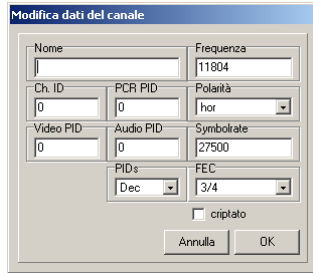 Modifica dati del canale
Nome
Frequenza
11804
Ch. ID
PCR PID
Polarità
0
0
hor
Video PID
Audio PID
Symbolrate
0
0
27500
PIDs
FEC
Dec
3/4
criptato
Annulla
OK